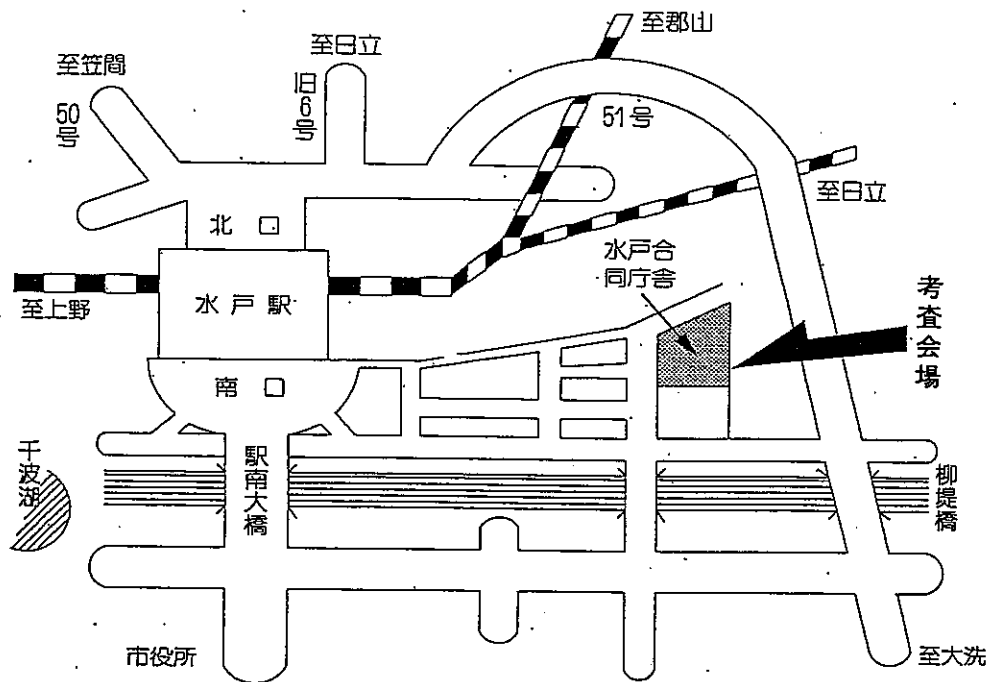 至郡山
至日立
至笠間
旧6号
50号
51号
至日立
北口
水戸合
同庁舎
水戸駅
至上野
考査会場
南口
千波湖
駅南大橋
柳堤橋
市役所
至大洗